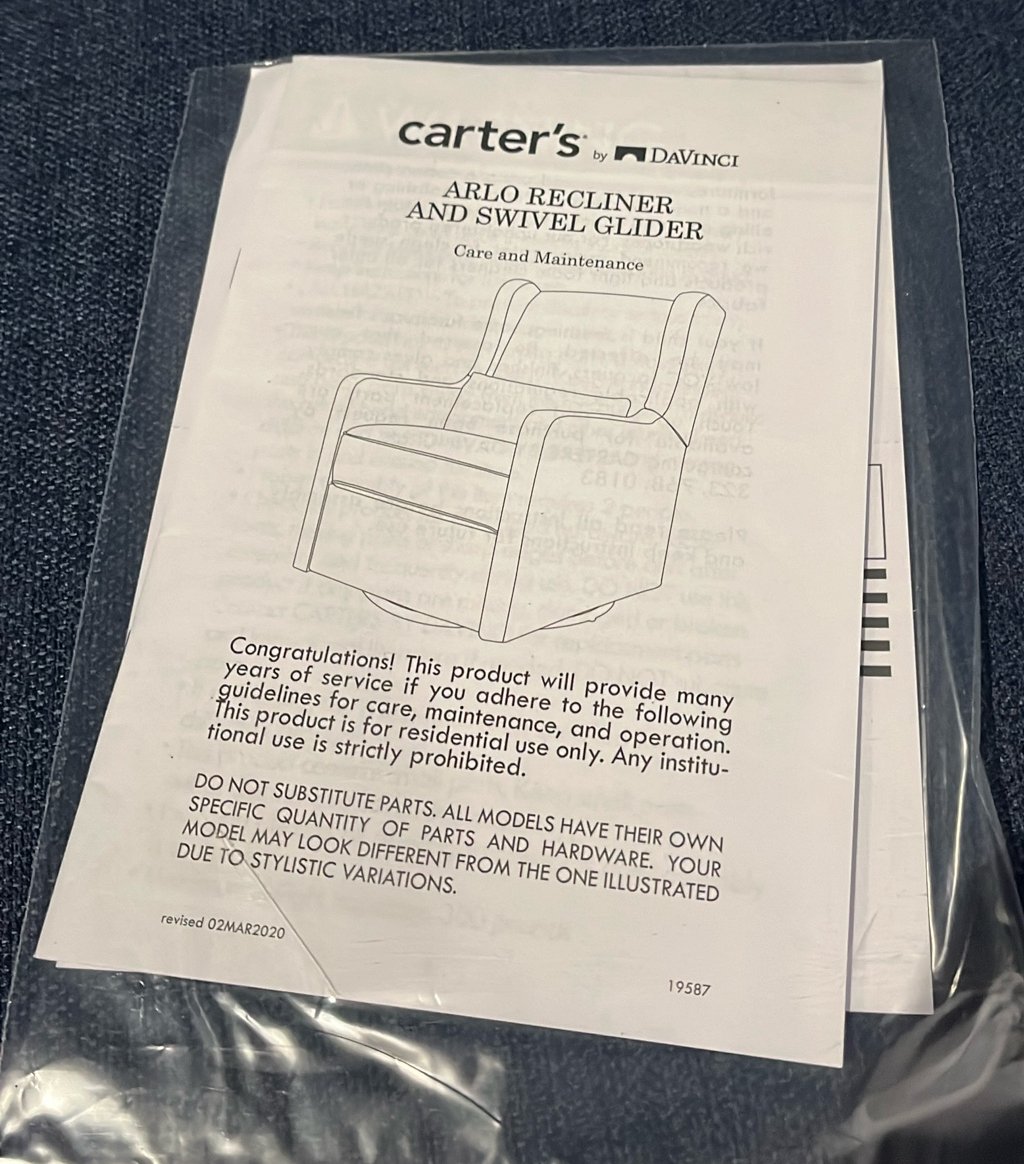 carter's by DAVINCI
ARLO RECLINER
AND SWIVEL GLIDER
Care and Maintenance
Congratulations! This product will provide many
years of service if you adhere to the following
guidelines for care, maintenance, and operation.
This product is for residential use only. Any institu-
tional use is strictly prohibited.
DO NOT SUBSTITUTE PARTS. ALL MODELS HAVE THEIR OWN
SPECIFIC QUANTITY OF PARTS AND HARDWARE. YOUR
MODEL MAY LOOK DIFFERENT FROM THE ONE ILLUSTRATED
DUE TO STYLISTIC VARIATIONS.
revised 02MAR2020
19587